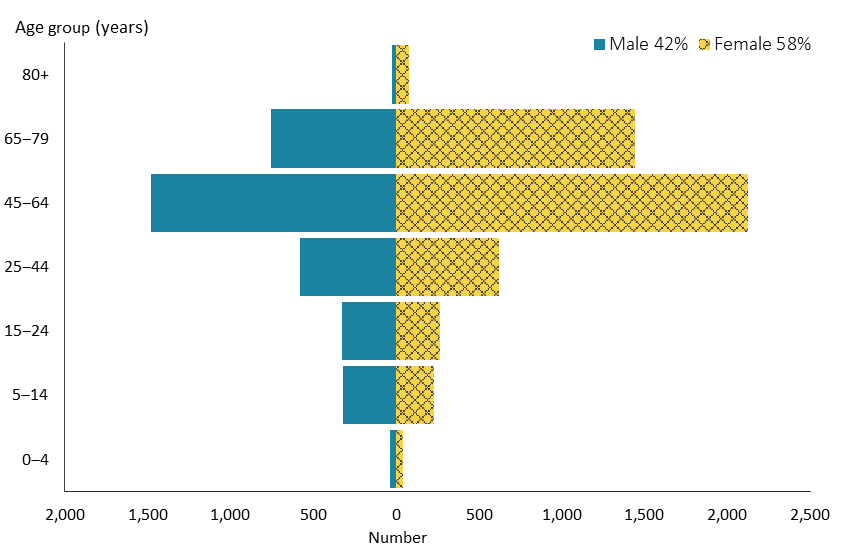 Age group (years)
Male 42% Female 58%
80+
65–79
45–64
25–44
15–24
5–14
0–4
2,000 1,500 1,000 500 0 500 1,000 1,500 2,000 2,500
Number